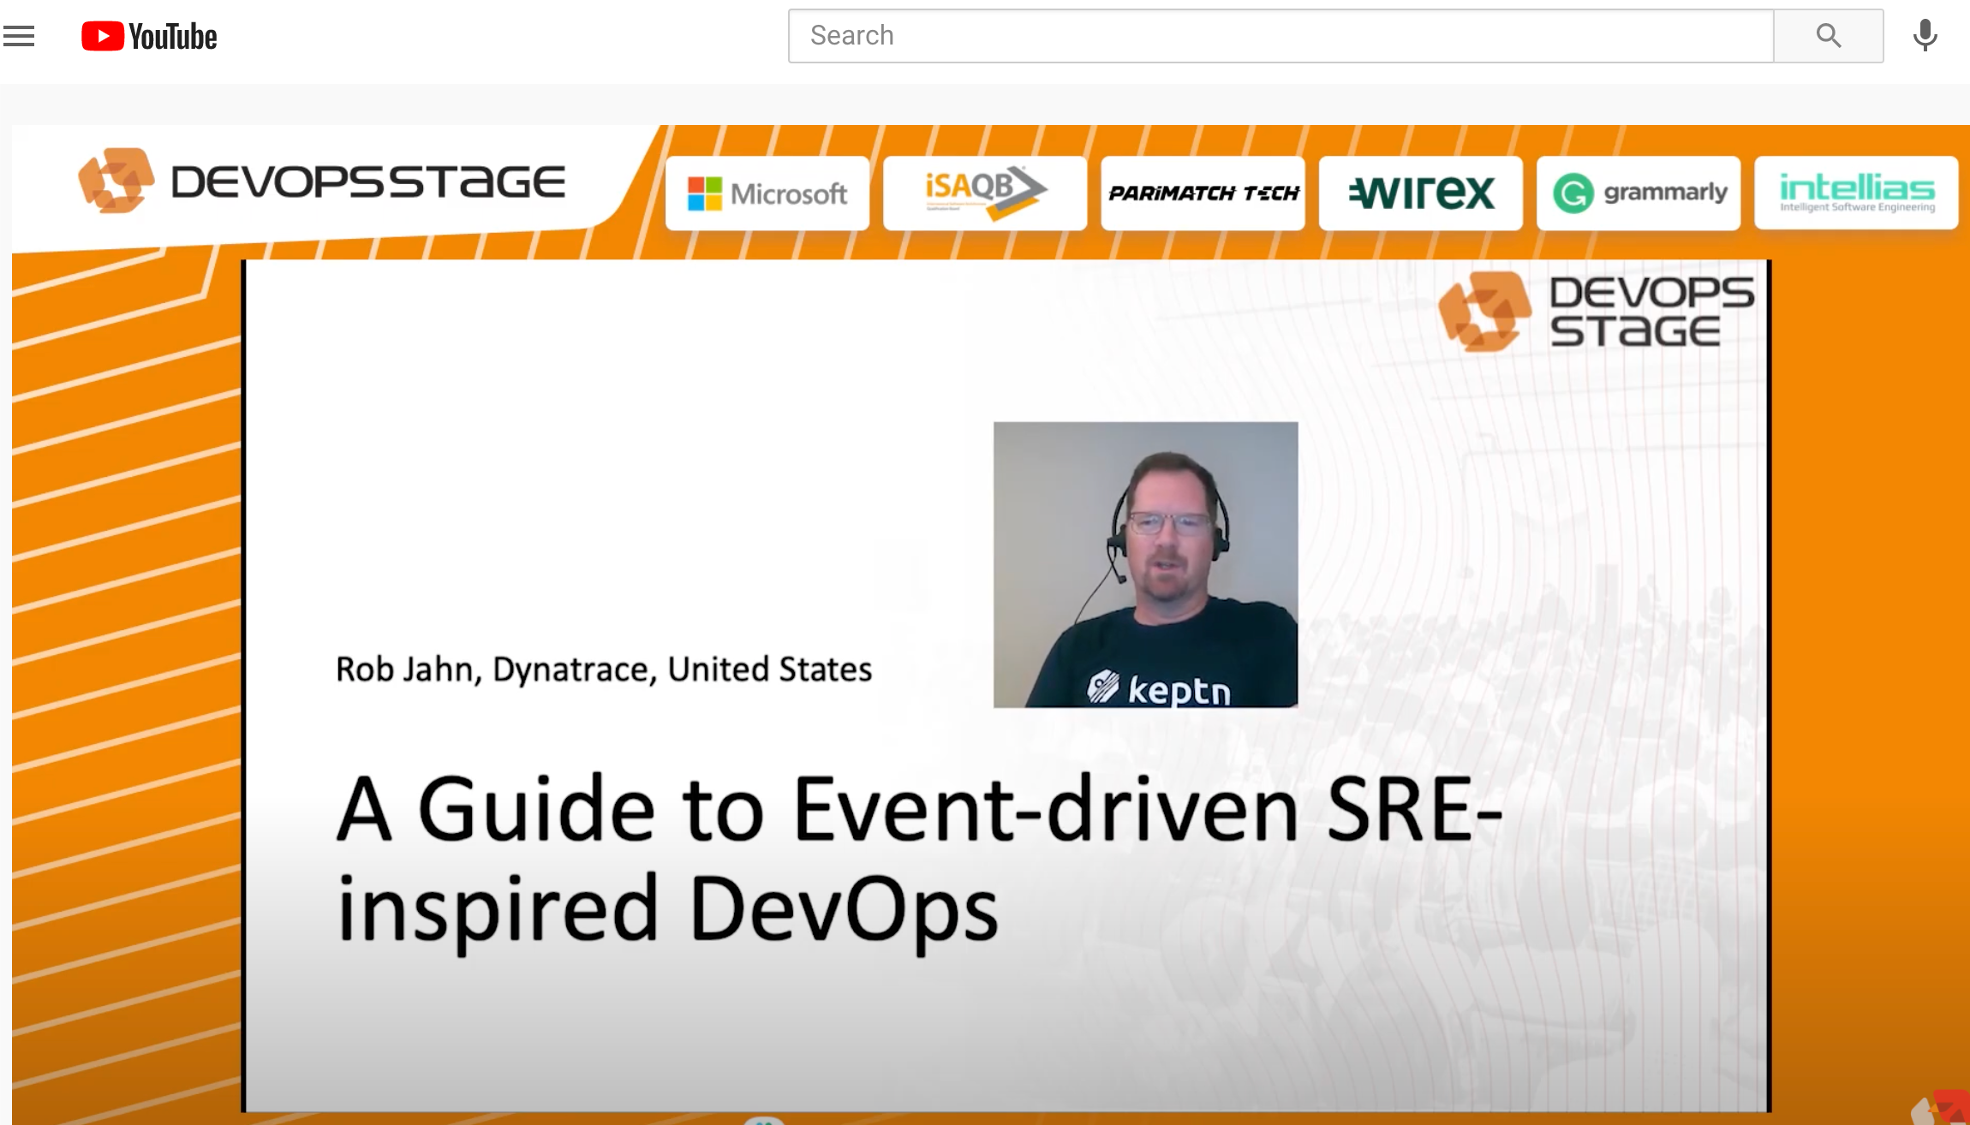 YouTube
Search
DEVOPSSTAGE
Microsoft
iSAQB
PARIMATCH TECH
WIREX
grammarly
intellias
Intelligent Software Engineering
DEVOPS
STAGE
keptn
Rob Jahn, Dynatrace, United States
A Guide to Event-driven SRE-
inspired DevOps